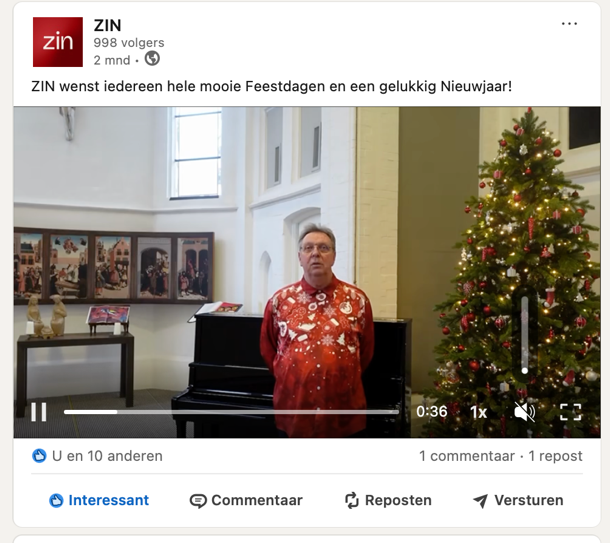 zin
ZIN
998 volgers
2 mnd •
ZIN wenst iedereen hele mooie Feestdagen en een gelukkig Nieuwjaar!
0:36 1x
U en 10 anderen
1 commentaar · 1 repost
Interessant Commentaar Reposten Versturen